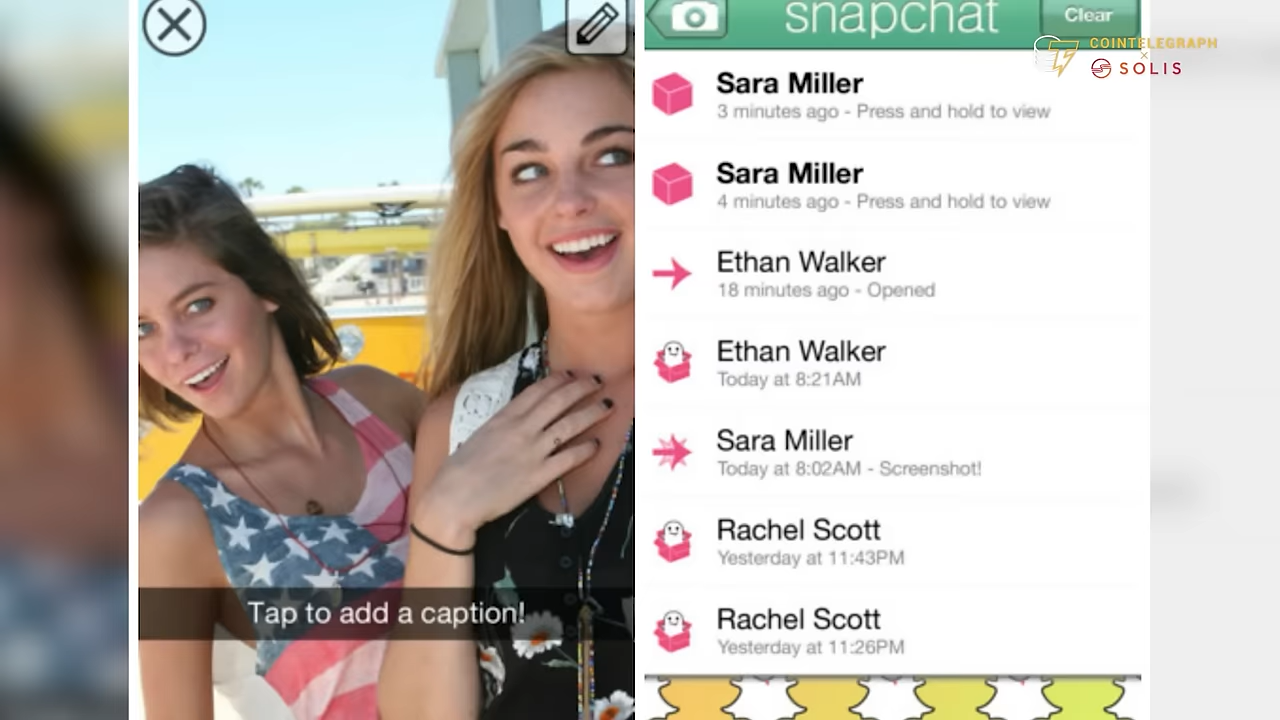 Tap to add a caption!
snapchat
Clear
COINTELEGRAPH
×
SOLIS
Sara Miller
3 minutes ago - Press and hold to view
Sara Miller
4 minutes ago - Press and hold to view
Ethan Walker
18 minutes ago - Opened
Ethan Walker
Today at 8:21AM
Sara Miller
Today at 8:02AM - Screenshot!
Rachel Scott
Yesterday at 11:43PM
Rachel Scott
Yesterday at 11:26PM